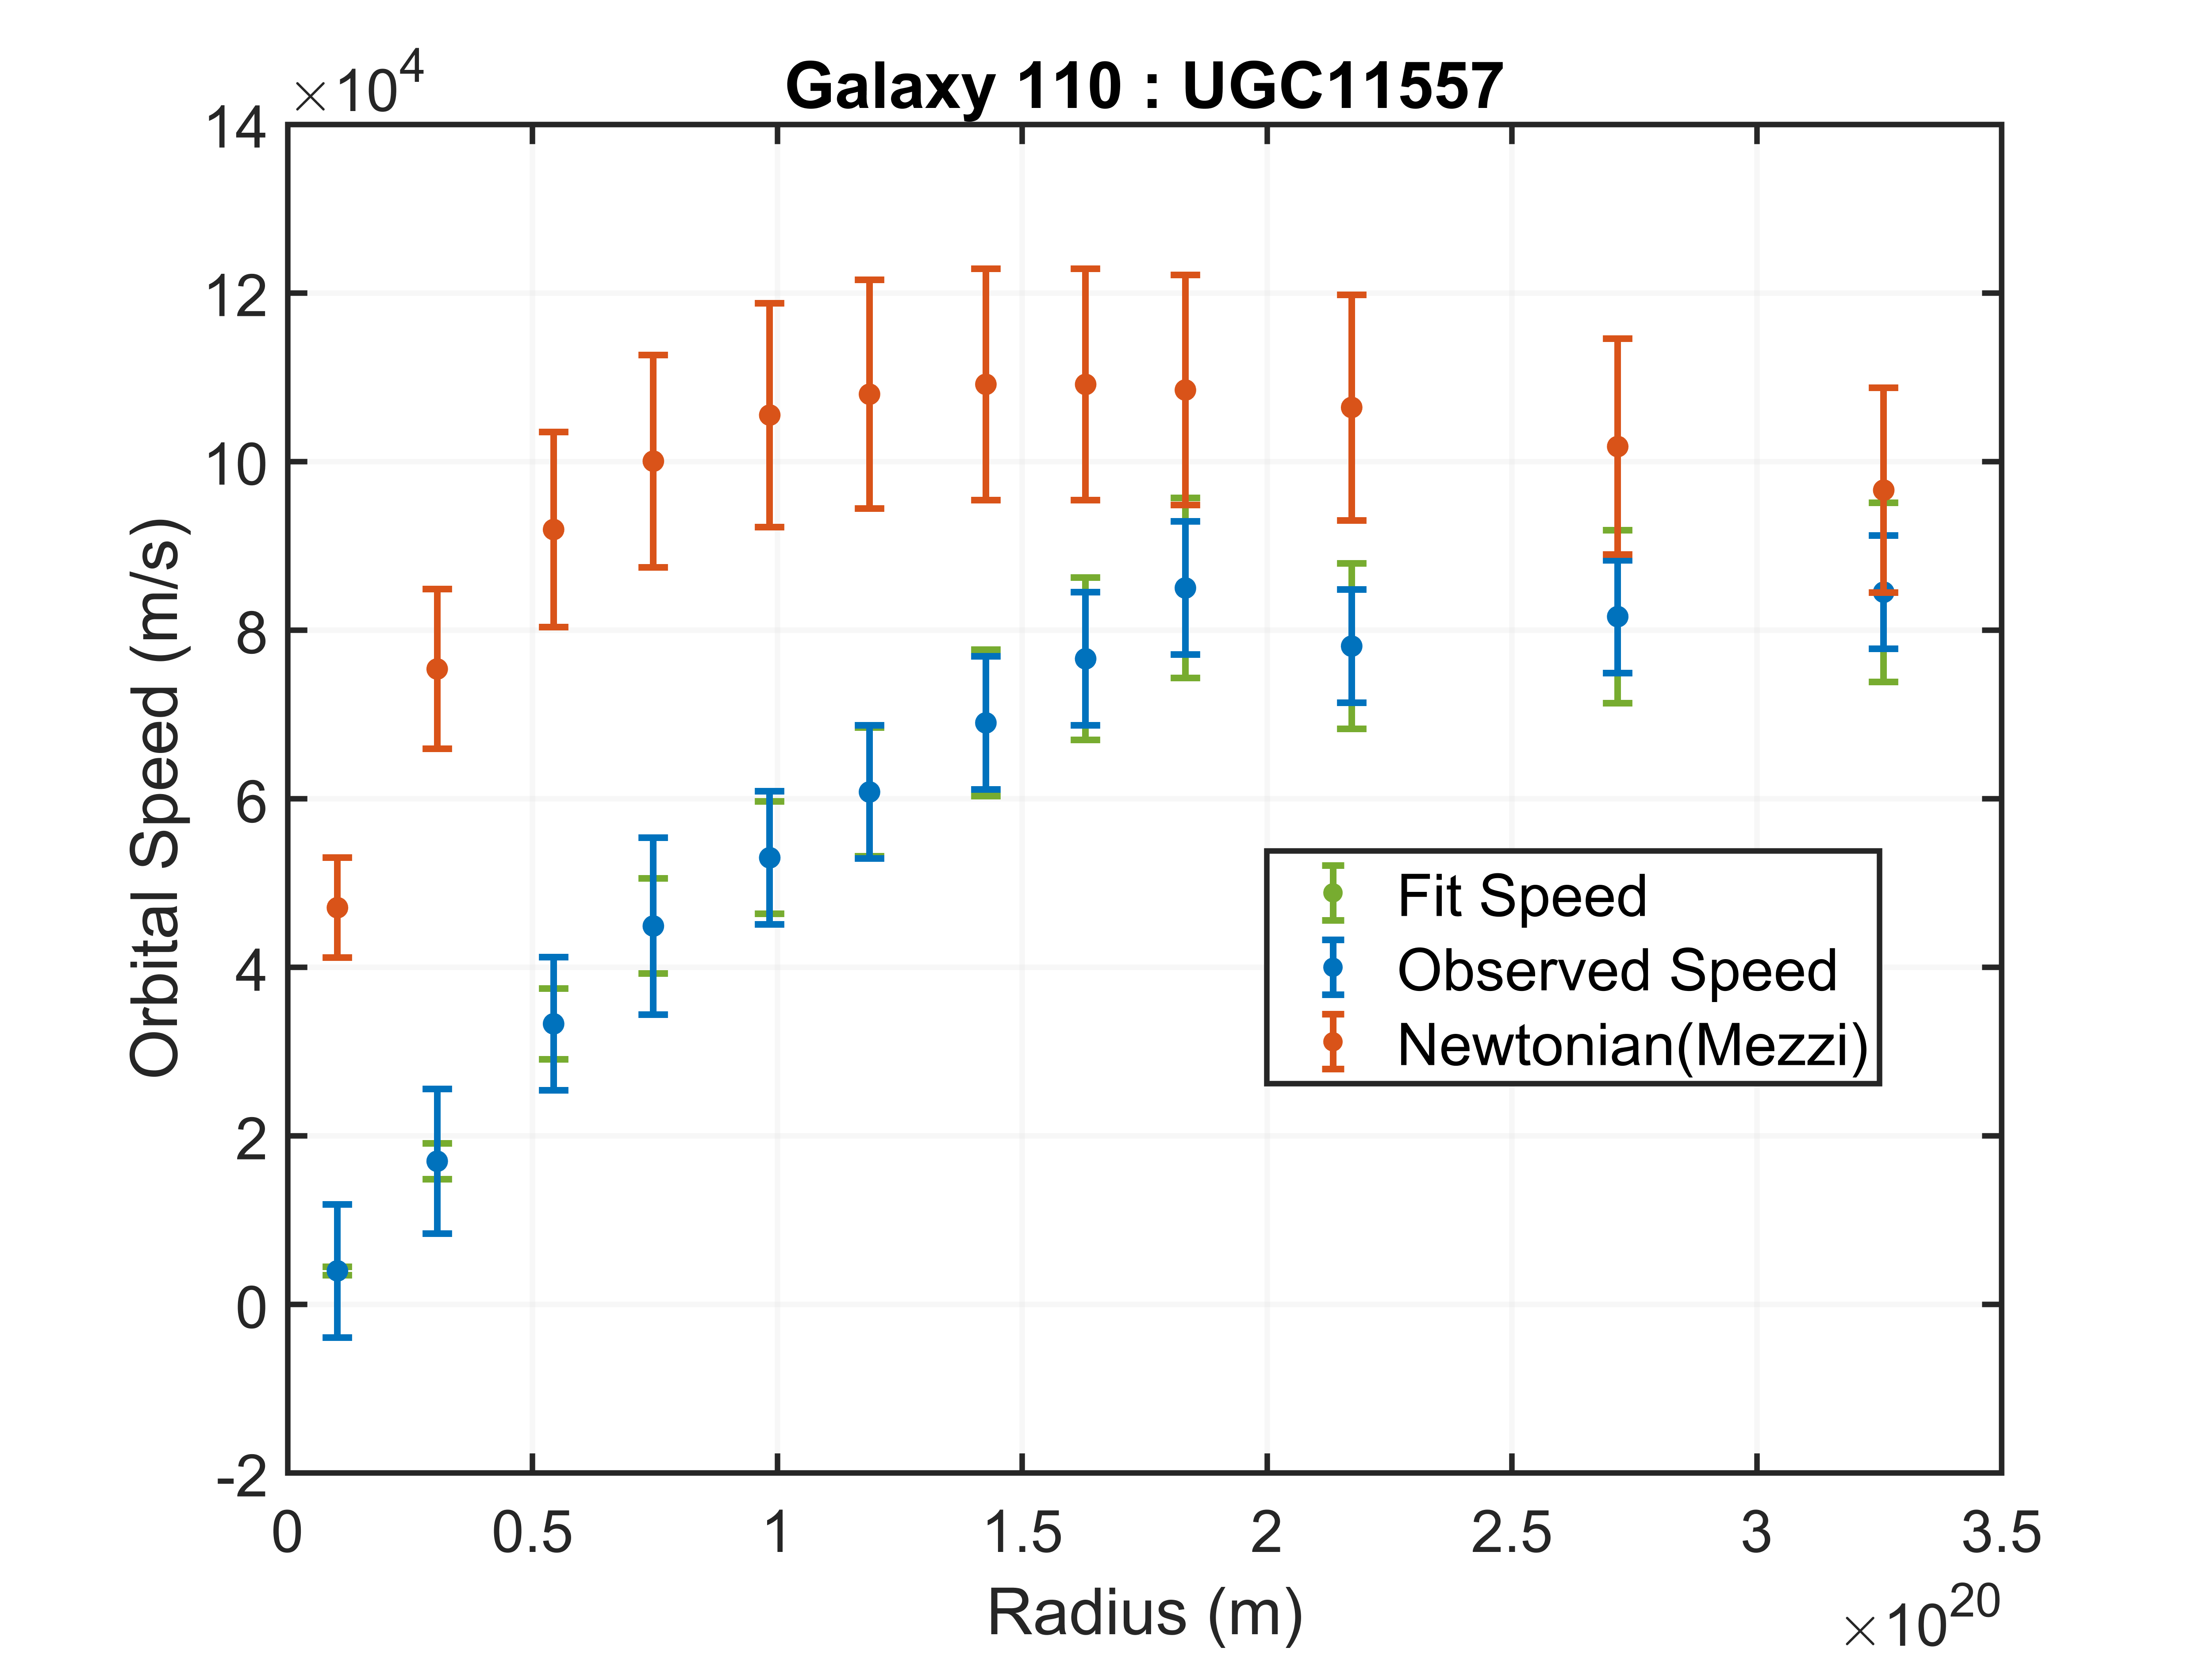 Galaxy 110 : UGC11557
×10⁴
14
12
10
8
6
4
2
0
-2
Orbital Speed (m/s)
Fit Speed
Observed Speed
Newtonian(Mezzi)
0 0.5 1 1.5 2 2.5 3 3.5
Radius (m)
×10²⁰